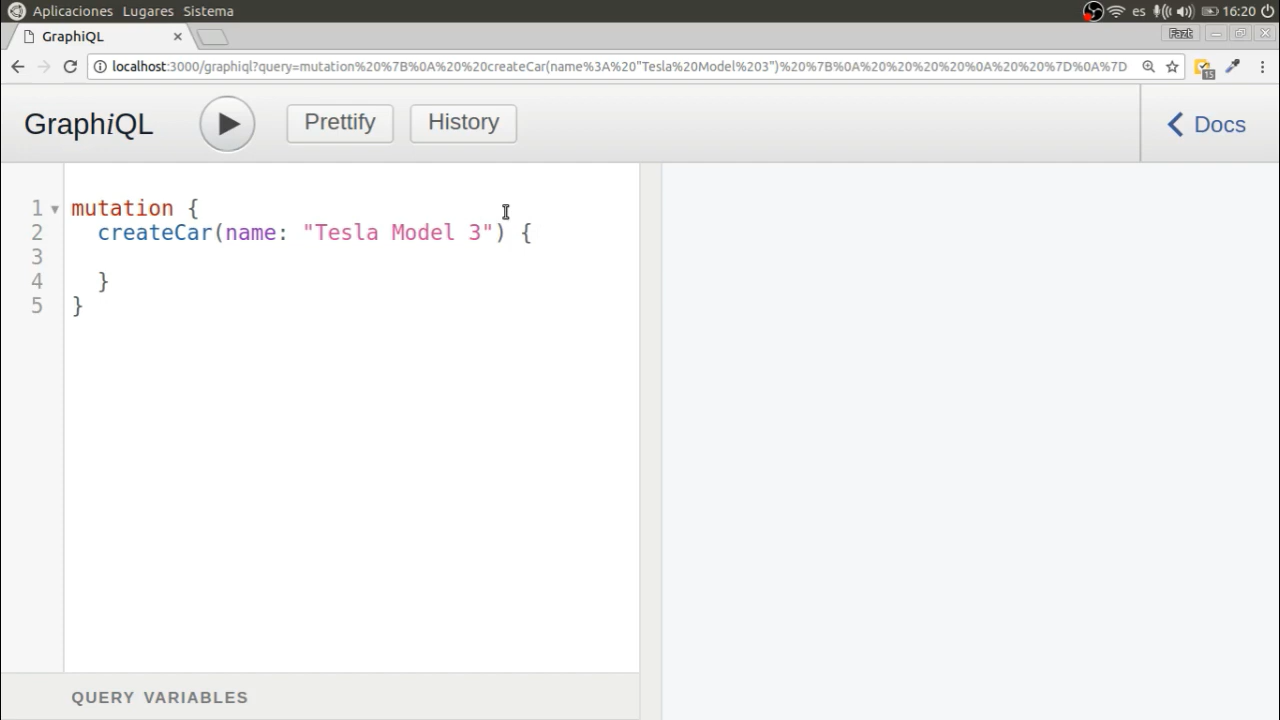 Aplicaciones Lugares Sistema es 16:20
GraphiQL Fazt
localhost:3000/graphiql?query=mutation%20%7B%0A%20%20createCar(name%3A%20"Tesla%20Model%203")%20%7B%0A%20%20%20%20%0A%20%20%7D%0A%7D 15
GraphiQL Prettify History Docs
1 mutation {
2 createCar(name: "Tesla Model 3") {
3
4 }
5 }
QUERY VARIABLES